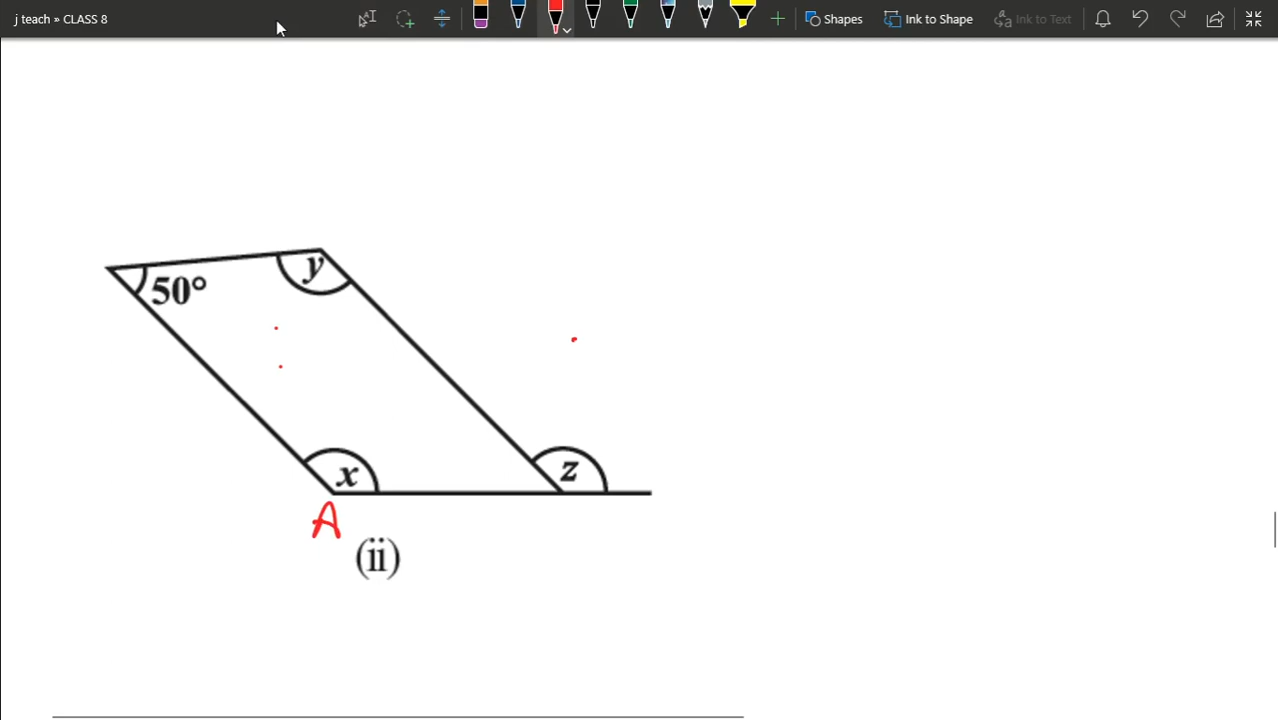 j teach » CLASS 8
Shapes
Ink to Shape
Ink to Text
y
50°
x
z
A
(ii)